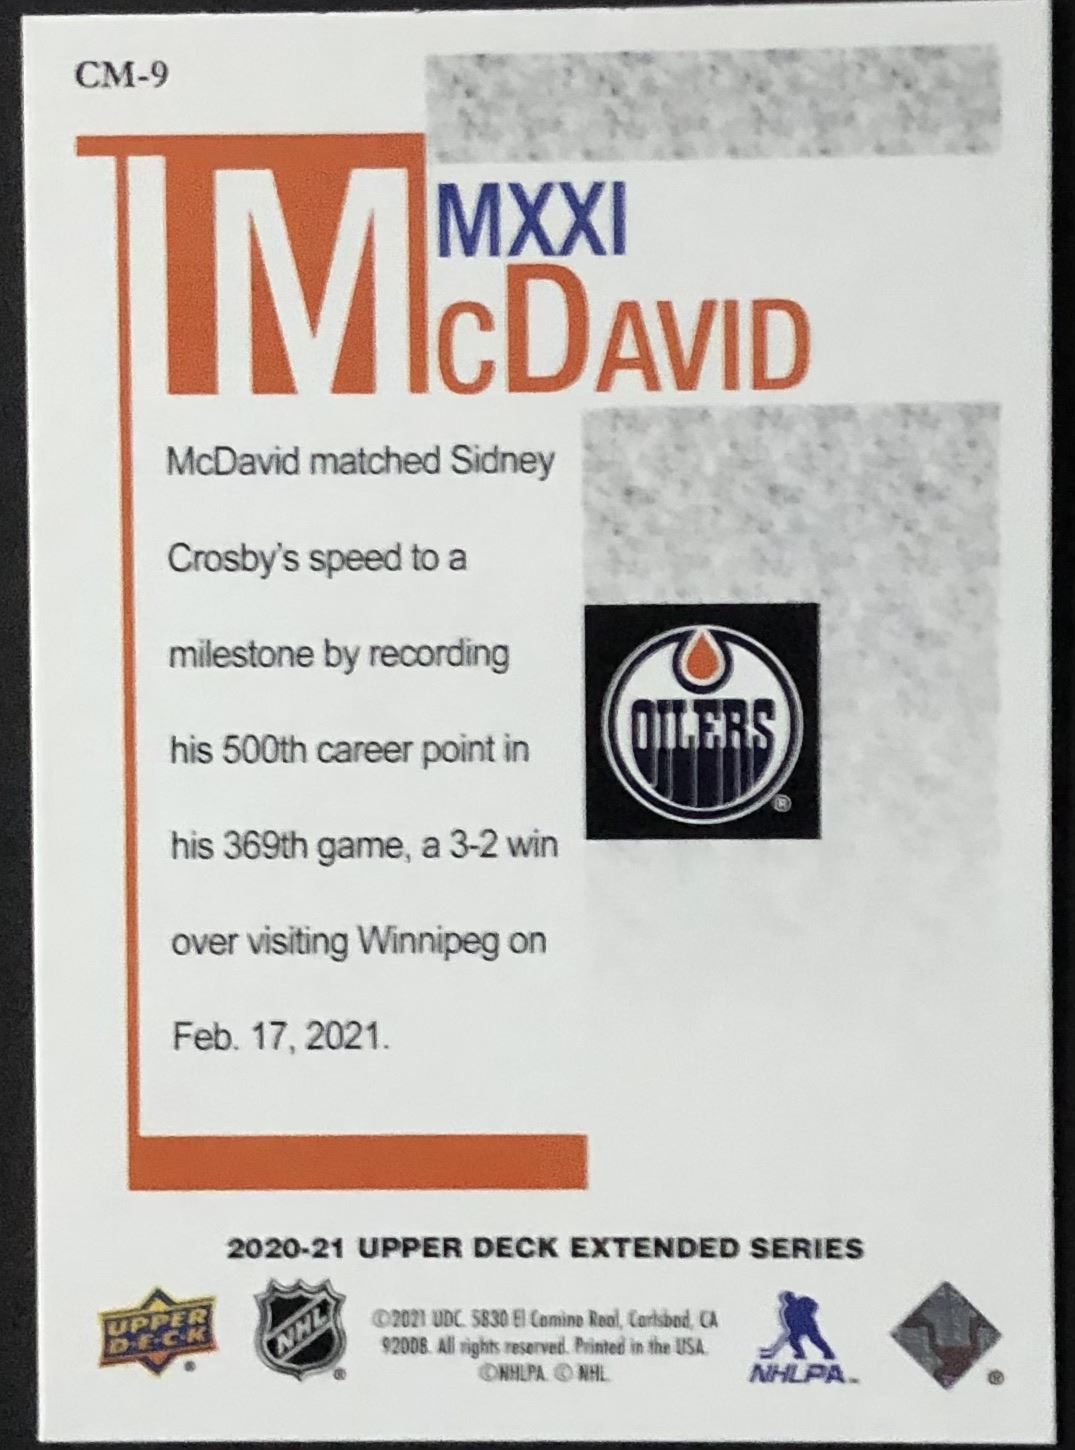 CM-9
MMXXI
McDAVID
McDavid matched Sidney
Crosby's speed to a
milestone by recording
his 500th career point in
his 369th game, a 3-2 win
over visiting Winnipeg on
Feb. 17, 2021.
OILERS
®
2020-21 UPPER DECK EXTENDED SERIES
UPPER
D·E·C·K
®
NHL
®
©2021 UDC. 5830 El Camino Real, Carlsbad, CA
92008. All rights reserved. Printed in the USA.
©NHLPA. © NHL.
NHLPA™
®